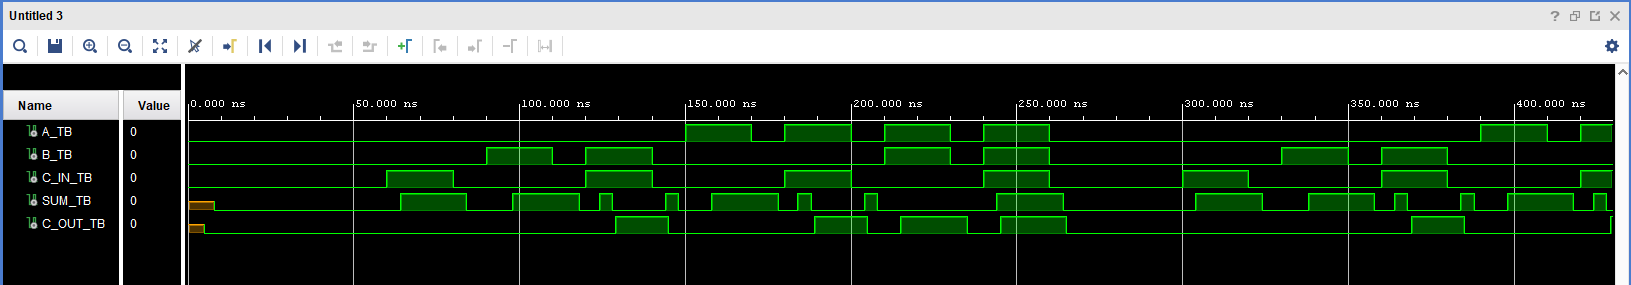 Untitled 3
Name Value
0.000 ns 50.000 ns 100.000 ns 150.000 ns 200.000 ns 250.000 ns 300.000 ns 350.000 ns 400.000 ns
A_TB 0
B_TB 0
C_IN_TB 0
SUM_TB 0
C_OUT_TB 0